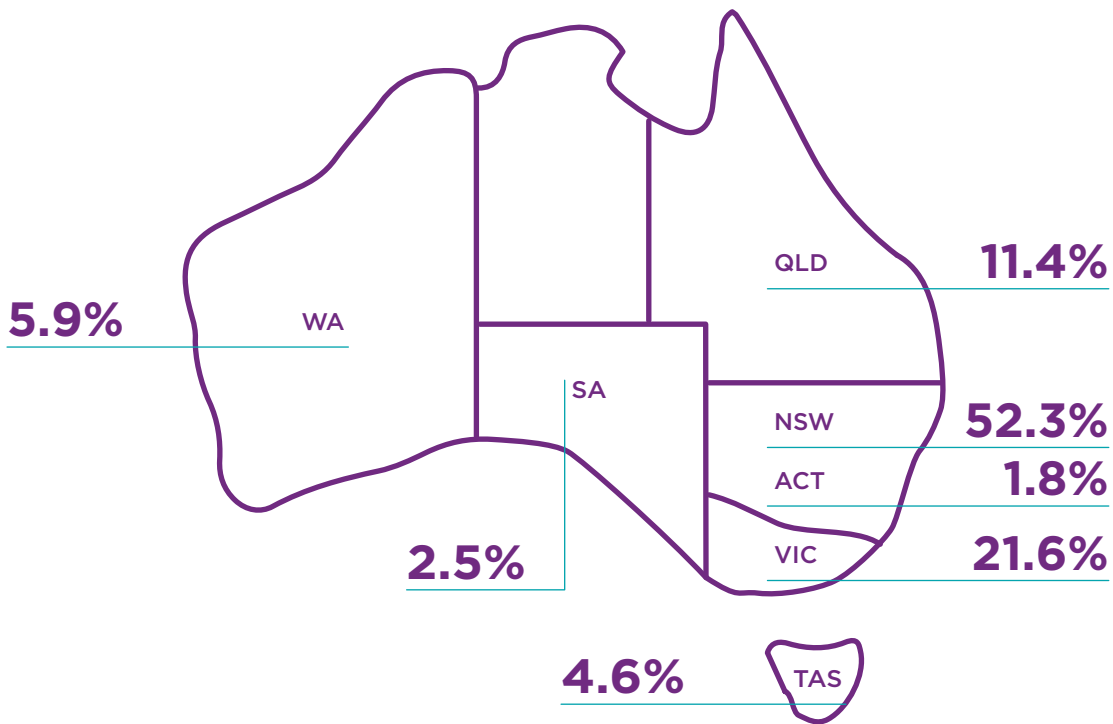 QLD 11.4%
5.9% WA
SA
NSW 52.3%
ACT 1.8%
VIC 21.6%
2.5%
TAS
4.6%